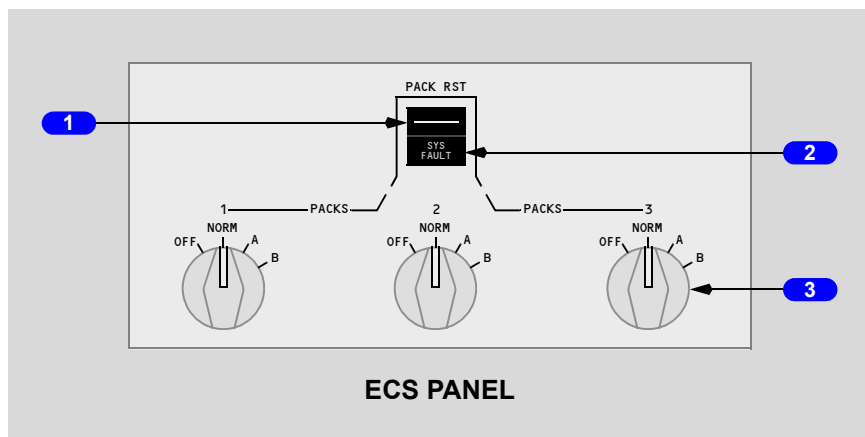 PACK RST
1
SYS
FAULT
2
1 PACKS 2 PACKS 3
NORM NORM NORM
OFF A OFF A OFF A
B B B
3
ECS PANEL